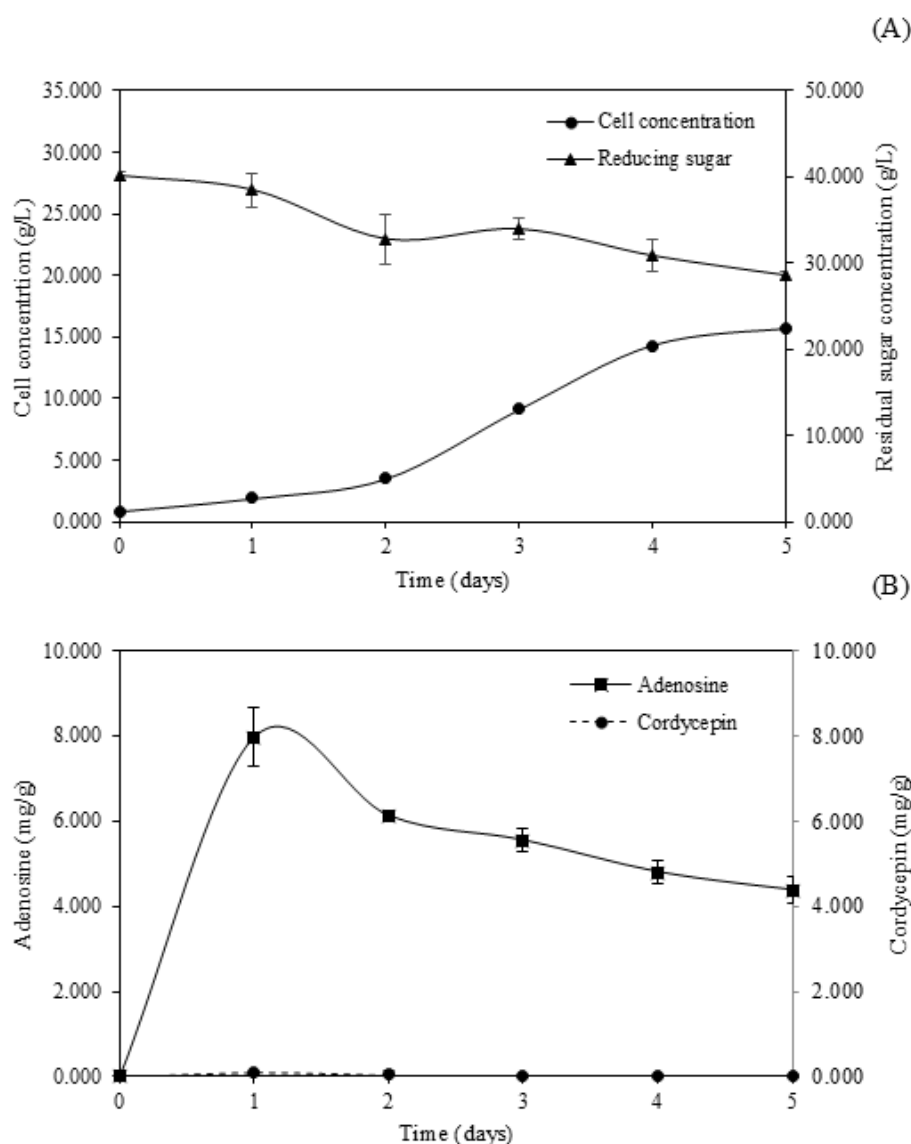 (A)
35.000
30.000
25.000
20.000
15.000
10.000
5.000
0.000
Cell concentrtion (g/L)
50.000
40.000
30.000
20.000
10.000
0.000
Residual sugar concentration (g/L)
Cell concentration
Reducing sugar
0 1 2 3 4 5
Time (days)
(B)
10.000
8.000
6.000
4.000
2.000
0.000
Adenosine (mg/g)
10.000
8.000
6.000
4.000
2.000
0.000
Cordycepin (mg/g)
Adenosine
Cordycepin
0 1 2 3 4 5
Time (days)